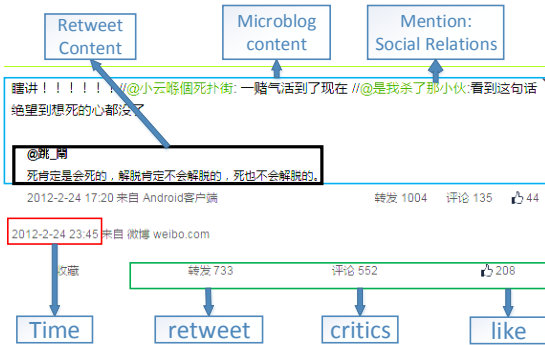 Retweet
Content
Microblog
content
Mention:
Social Relations
瞎讲！！！！！！//@小云嗰個死扑街: 一赌气活到了现在 //@是我杀了那小伙:看到这句话
绝望到想死的心都没了
@跳_閙
死肯定是会死的，解脱肯定不会解脱的，死也不会解脱的。
2012-2-24 17:20 来自 Android客户端 转发 1004 评论 135 44
2012-2-24 23:45 来自 微博 weibo.com
收藏 转发 733 评论 552 208
Time
retweet
critics
like